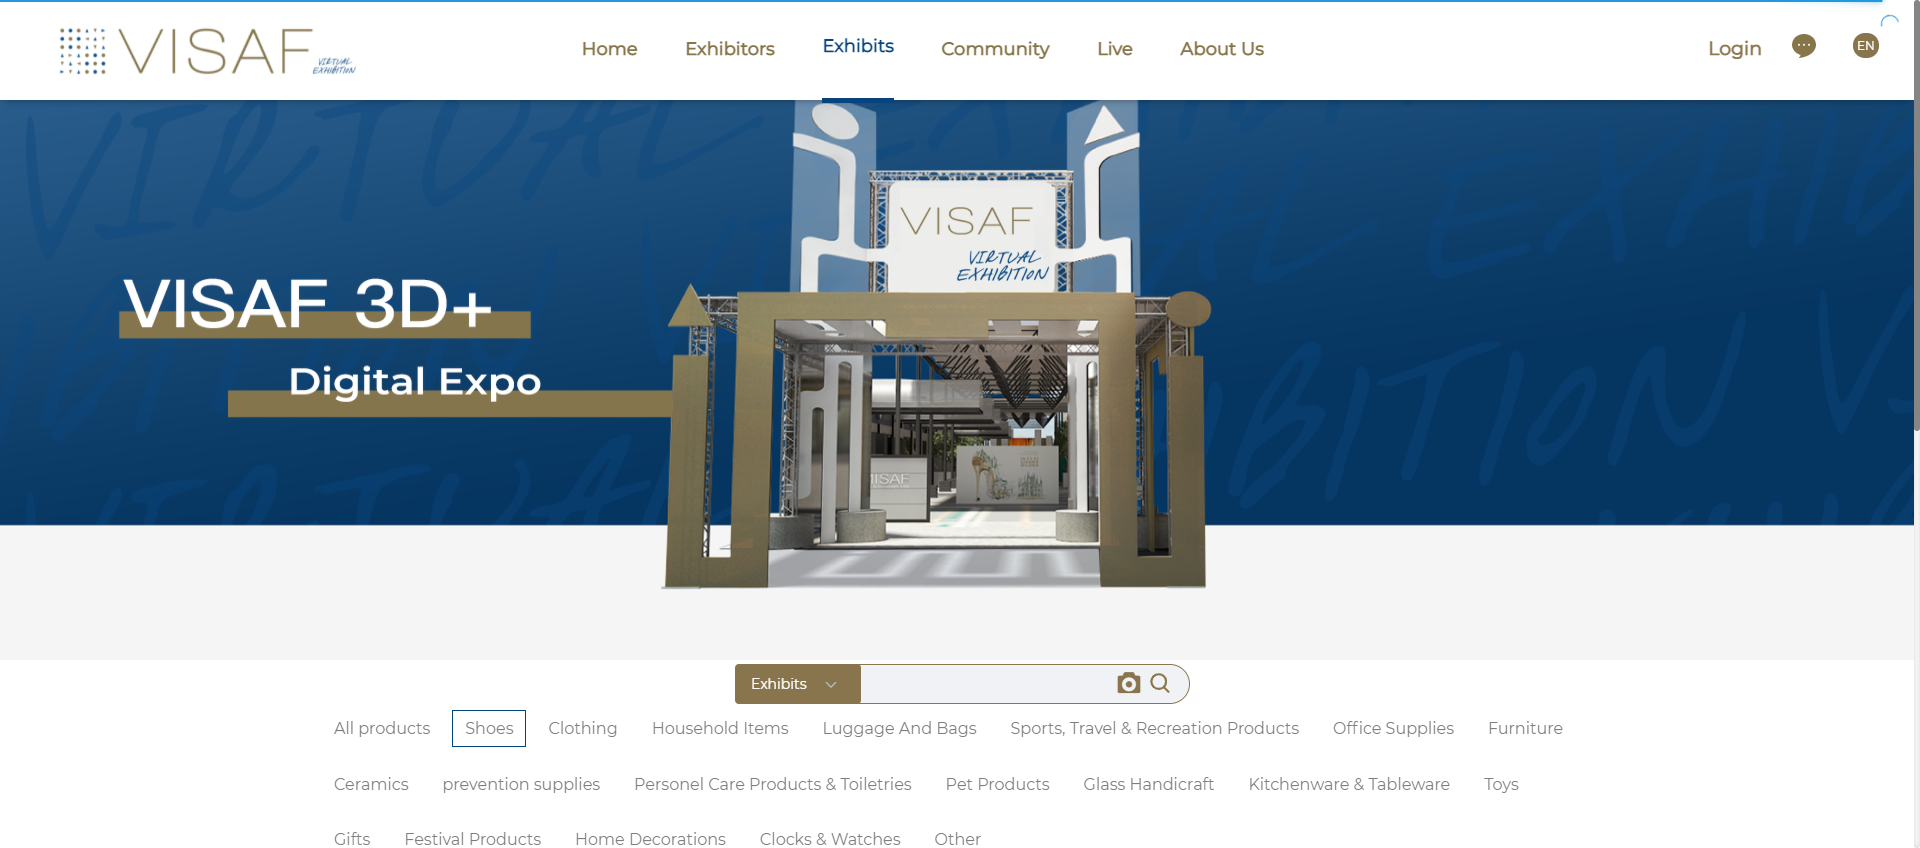 VISAF
VIRTUAL
EXHIBITION
Home
Exhibitors
Exhibits
Community
Live
About Us
Login
EN
VISAF
VIRTUAL
EXHIBITION
VISAF 3D+
Digital Expo
Exhibits
All products
Shoes
Clothing
Household Items
Luggage And Bags
Sports, Travel & Recreation Products
Office Supplies
Furniture
Ceramics
prevention supplies
Personel Care Products & Toiletries
Pet Products
Glass Handicraft
Kitchenware & Tableware
Toys
Gifts
Festival Products
Home Decorations
Clocks & Watches
Other